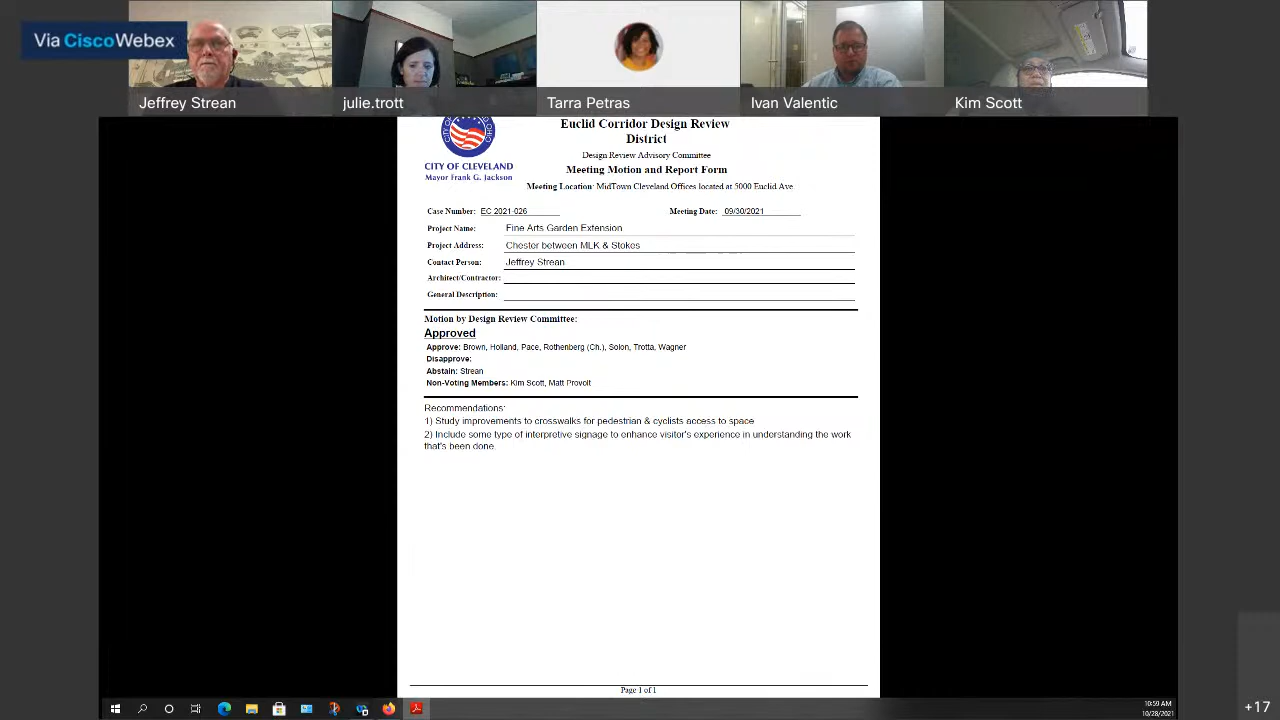 Via CiscoWebex
Jeffrey Strean
julie.trott
Tarra Petras
Ivan Valentic
Kim Scott
CITY OF CLEVELAND
Mayor Frank G. Jackson
Euclid Corridor Design Review
District
Design Review Advisory Committee
Meeting Motion and Report Form
Meeting Location: MidTown Cleveland Offices located at 5000 Euclid Ave
Case Number: EC 2021-026
Meeting Date: 09/30/2021
Project Name: Fine Arts Garden Extension
Project Address: Chester between MLK & Stokes
Contact Person: Jeffrey Strean
Architect/Contractor:
General Description:
Motion by Design Review Committee:
Approved
Approve: Brown, Holland, Pace, Rothenberg (Ch.), Solon, Trotta, Wagner
Disapprove:
Abstain: Strean
Non-Voting Members: Kim Scott, Matt Provolt
Recommendations:
1) Study improvements to crosswalks for pedestrian & cyclists access to space
2) Include some type of interpretive signage to enhance visitor's experience in understanding the work
that's been done.
Page 1 of 1
10:59 AM
10/28/2021
+17